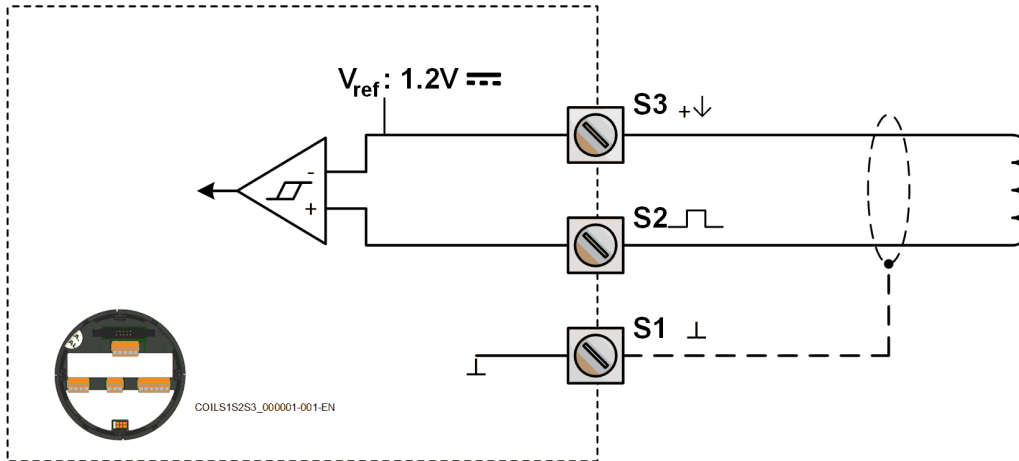 Vref: 1.2V
S3 +
-
+
S2
S1
COILS1S2S3_000001-001-EN